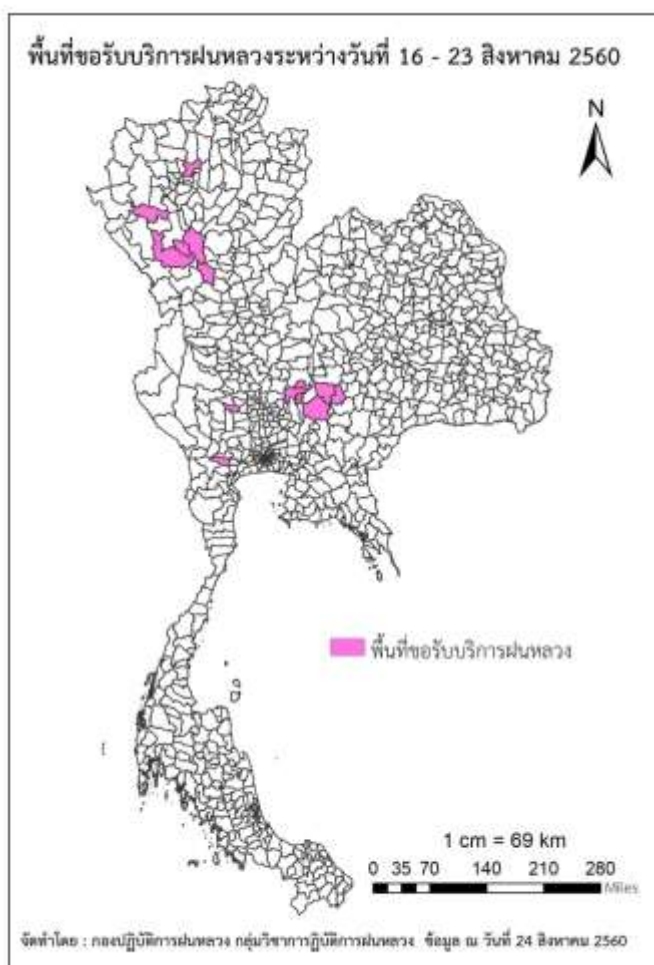 พื้นที่ขอรับบริการฝนหลวงระหว่างวันที่ 16 - 23 สิงหาคม 2560
N
พื้นที่ขอรับบริการฝนหลวง
1 cm = 69 km
0 35 70 140 210 280
Miles
จัดทำโดย : กองปฏิบัติการฝนหลวง กลุ่มวิชาการปฏิบัติการฝนหลวง ข้อมูล ณ วันที่ 24 สิงหาคม 2560